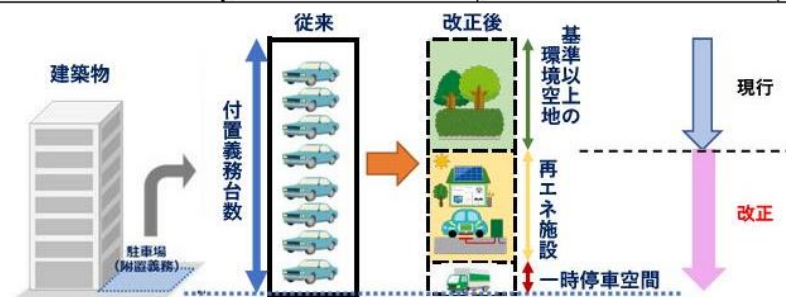 従来
改正後
建築物
付置義務台数
駐車場
（附置義務）
基準以上の
環境空地
再エネ施設
一時停車空間
現行
改正